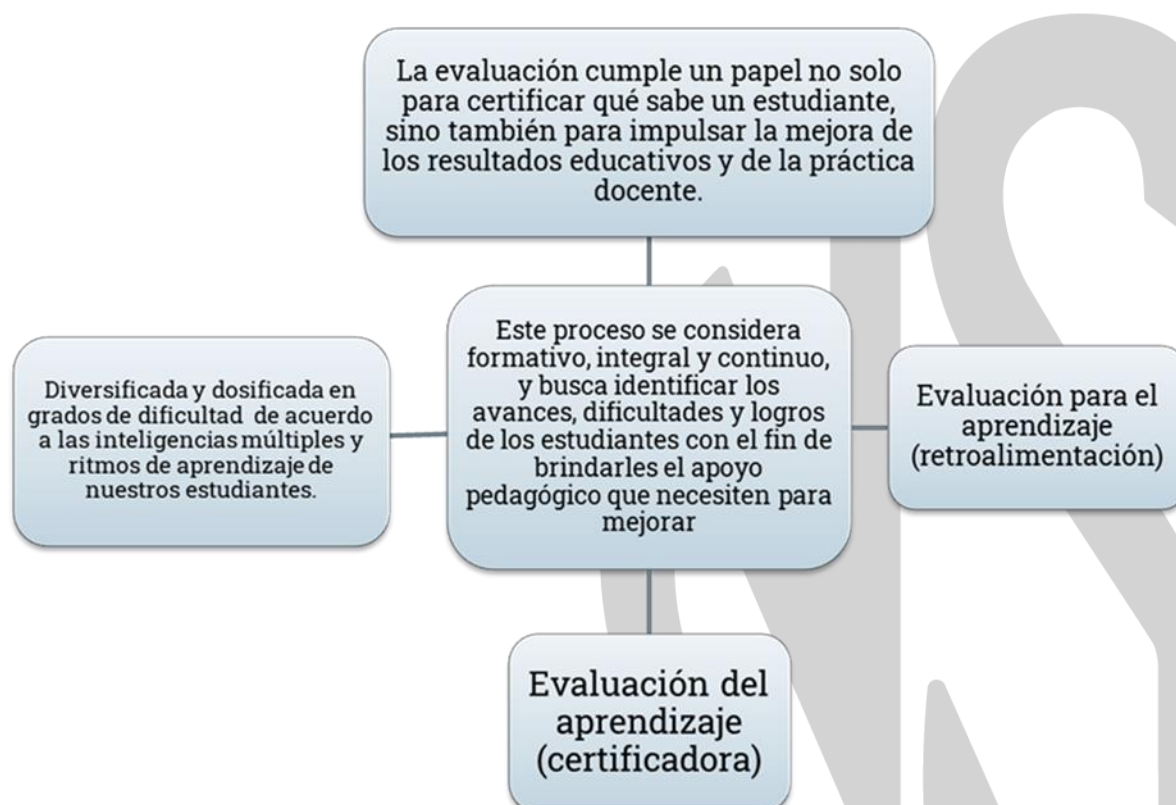 La evaluación cumple un papel no solo
para certificar qué sabe un estudiante,
sino también para impulsar la mejora de
los resultados educativos y de la práctica
docente.
Diversificada y dosificada en
grados de dificultad de acuerdo
a las inteligencias múltiples y
ritmos de aprendizaje de
nuestros estudiantes.
Este proceso se considera
formativo, integral y continuo,
y busca identificar los
avances, dificultades y logros
de los estudiantes con el fin de
brindarles el apoyo
pedagógico que necesiten para
mejorar
Evaluación para el
aprendizaje
(retroalimentación)
Evaluación del
aprendizaje
(certificadora)